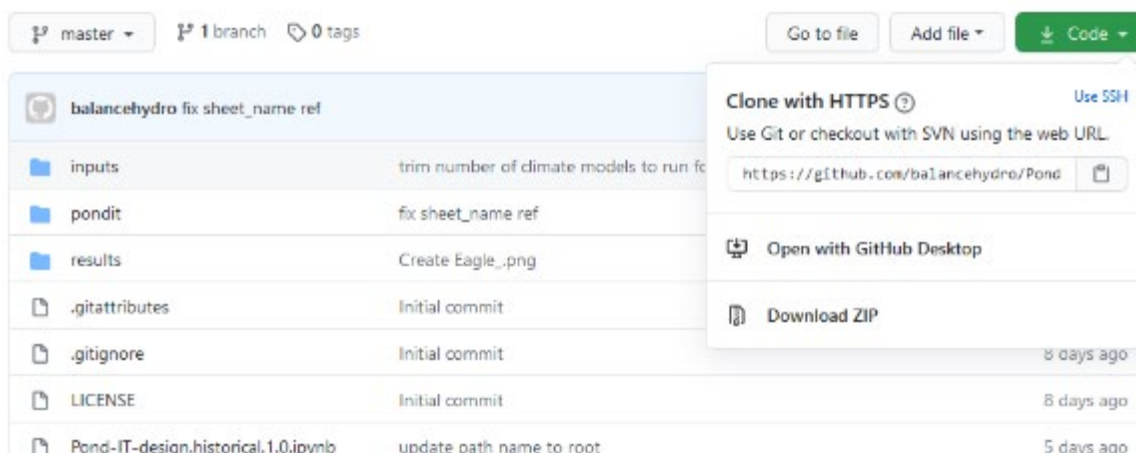 master 1 branch 0 tags Go to file Add file Code
balancehydro fix sheet_name ref
Clone with HTTPS Use SSH
Use Git or checkout with SVN using the web URL.
https://github.com/balancehydro/Pond
Open with GitHub Desktop
Download ZIP
inputs trim number of climate models to run fo
pondit fix sheet_name ref
results Create Eagle_.png
.gitattributes Initial commit
.gitignore Initial commit 8 days ago
LICENSE Initial commit 8 days ago
Pond-IT-design.historical.1.0.ipynb update path name to root 5 days ago